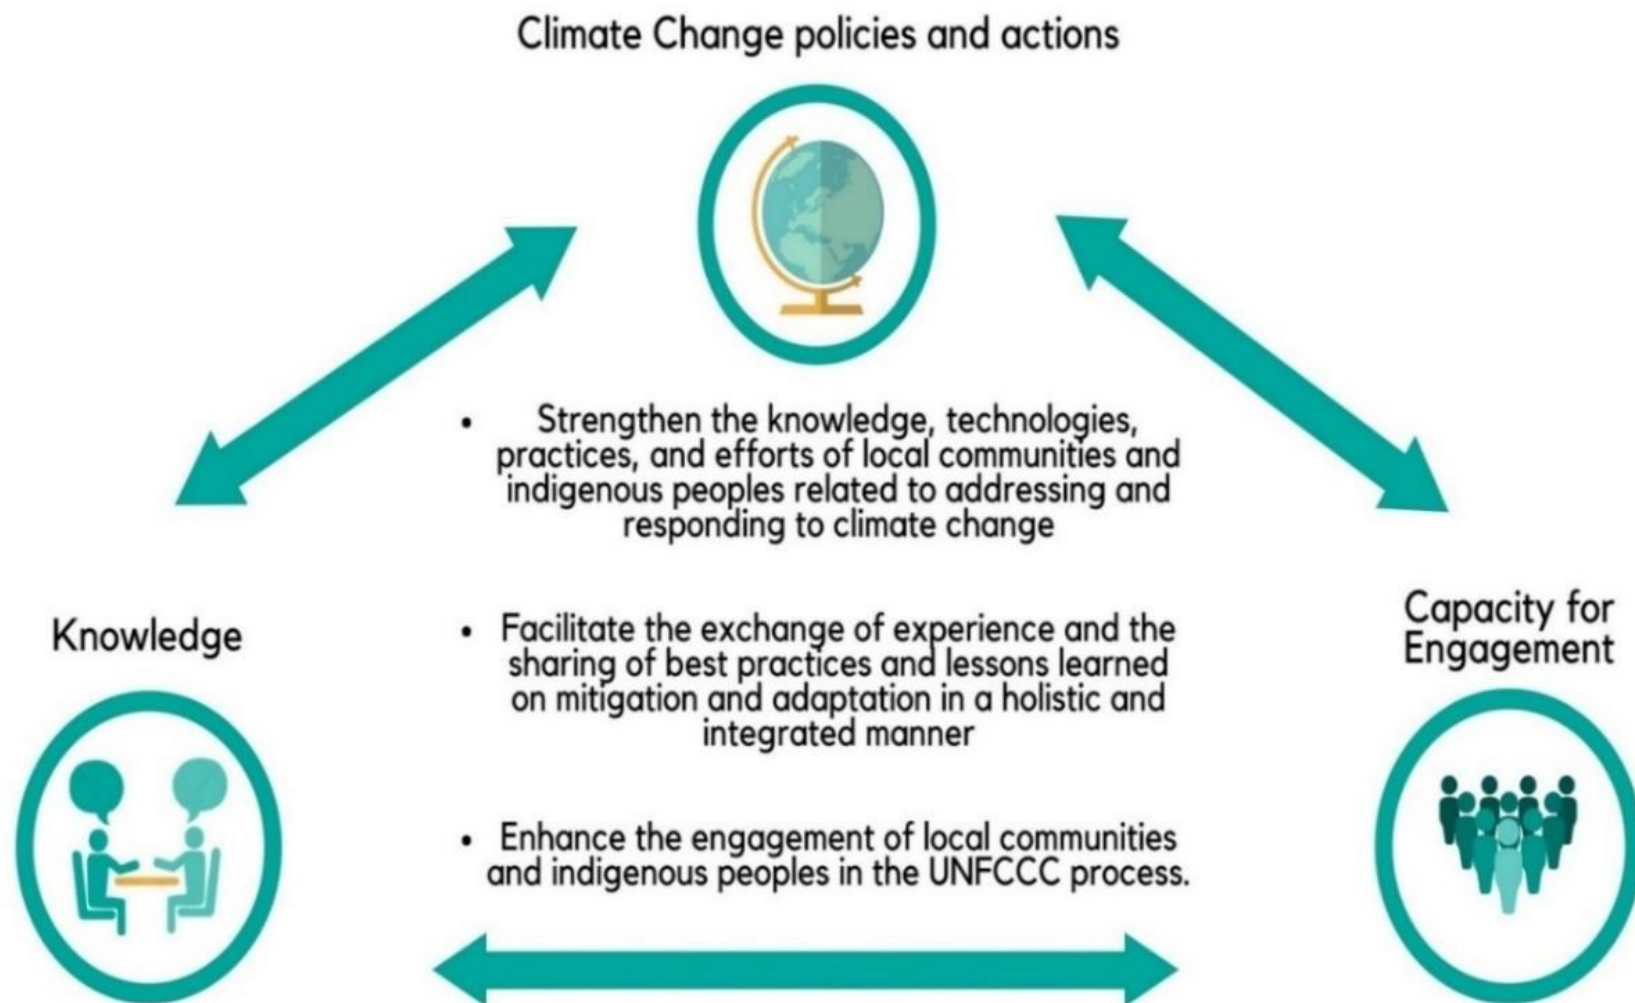 Climate Change policies and actions
• Strengthen the knowledge, technologies,
practices, and efforts of local communities and
indigenous peoples related to addressing and
responding to climate change
Knowledge
• Facilitate the exchange of experience and the
sharing of best practices and lessons learned
on mitigation and adaptation in a holistic and
integrated manner
Capacity for
Engagement
• Enhance the engagement of local communities
and indigenous peoples in the UNFCCC process.